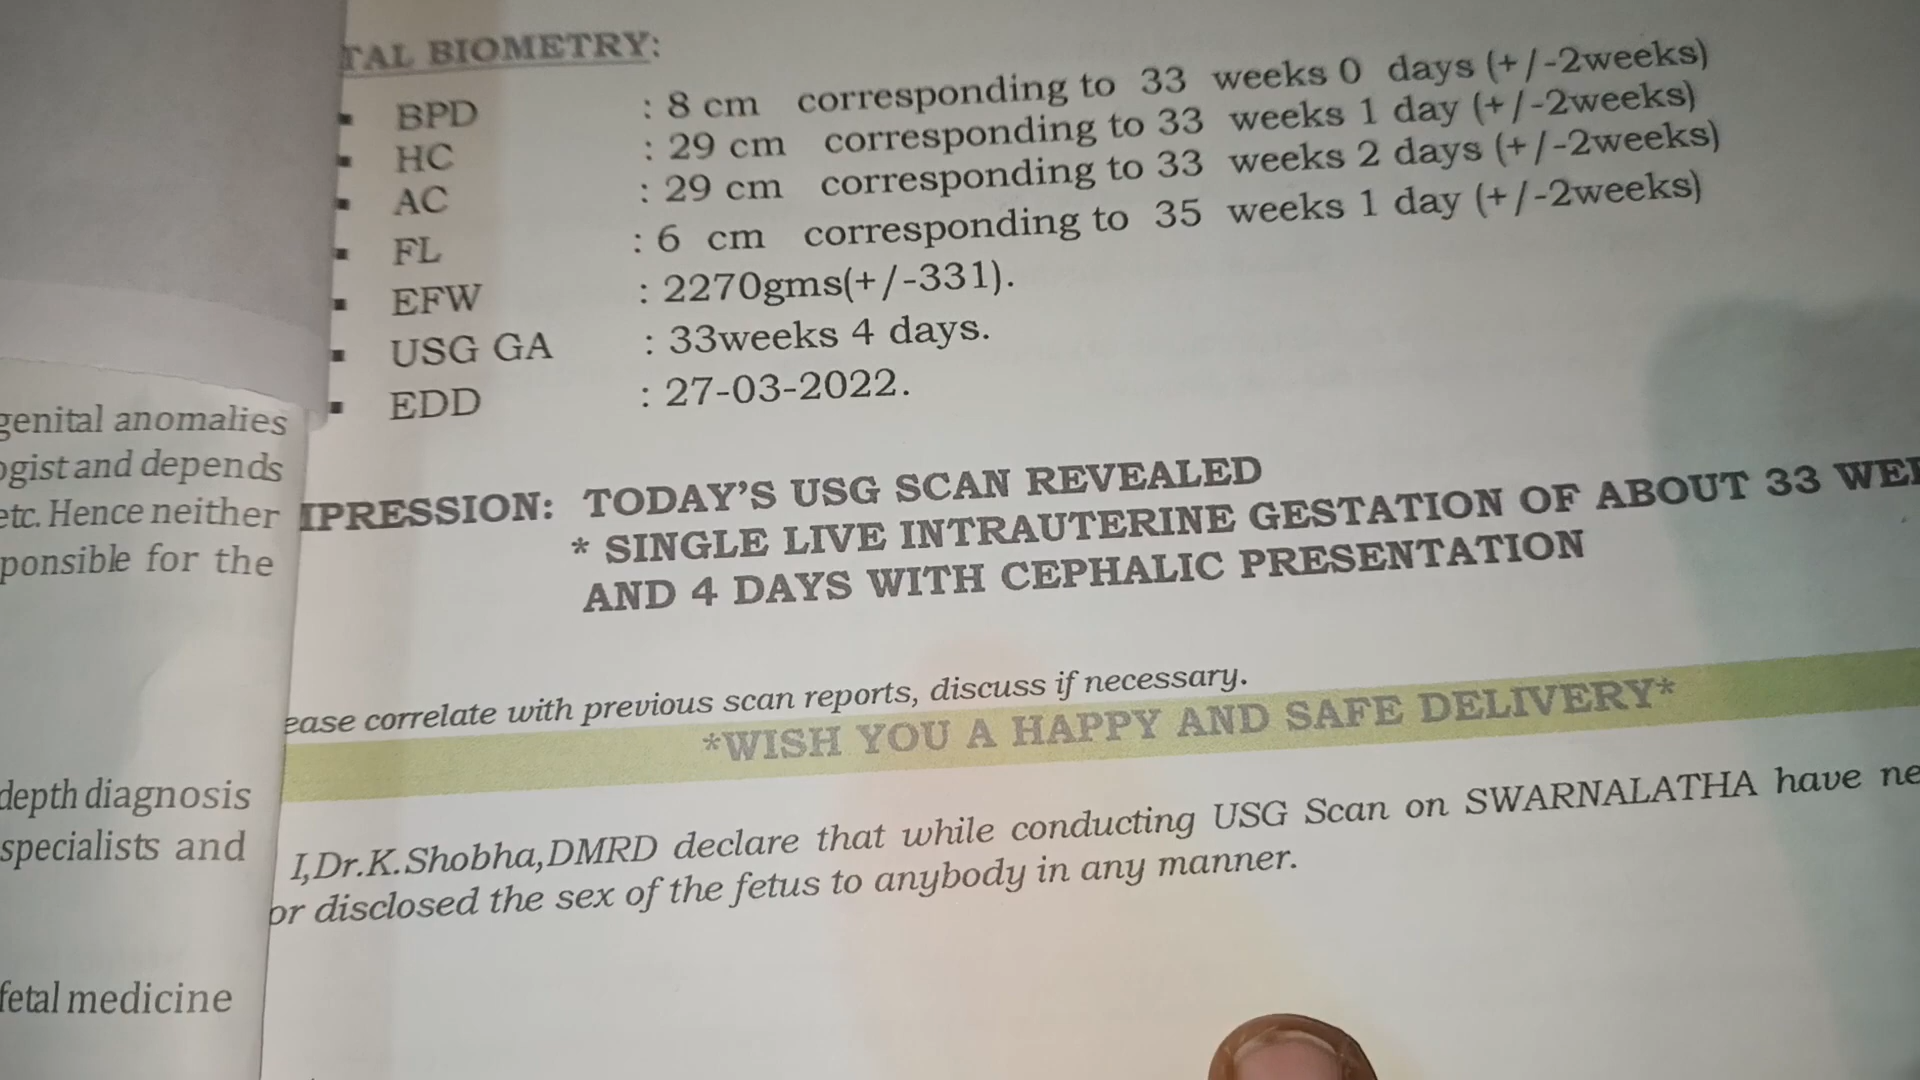 TAL BIOMETRY:
▪ BPD : 8 cm corresponding to 33 weeks 0 days (+/-2weeks)
▪ HC : 29 cm corresponding to 33 weeks 1 day (+/-2weeks)
▪ AC : 29 cm corresponding to 33 weeks 2 days (+/-2weeks)
▪ FL : 6 cm corresponding to 35 weeks 1 day (+/-2weeks)
▪ EFW : 2270gms(+/-331).
▪ USG GA : 33weeks 4 days.
▪ EDD : 27-03-2022.
IPRESSION: TODAY'S USG SCAN REVEALED
* SINGLE LIVE INTRAUTERINE GESTATION OF ABOUT 33 WEE
AND 4 DAYS WITH CEPHALIC PRESENTATION
ease correlate with previous scan reports, discuss if necessary.
*WISH YOU A HAPPY AND SAFE DELIVERY*
I,Dr.K.Shobha,DMRD declare that while conducting USG Scan on SWARNALATHA have ne
or disclosed the sex of the fetus to anybody in any manner.
genital anomalies
ogist and depends
etc. Hence neither
ponsible for the
depth diagnosis
specialists and
fetal medicine